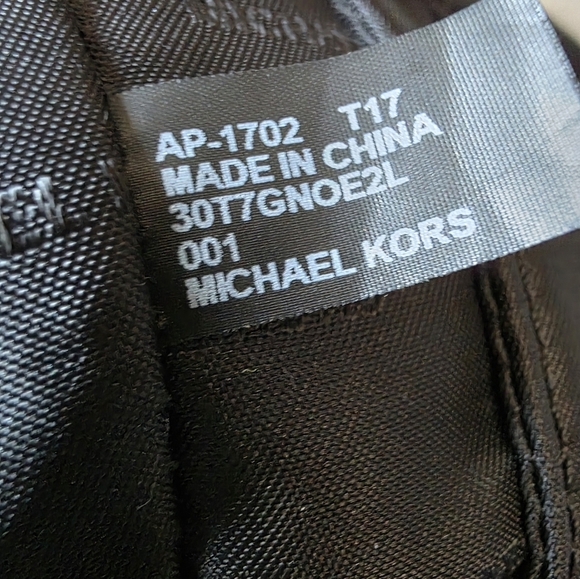 AP-1702 T17
MADE IN CHINA
30T7GNOE2L
001
MICHAEL KORS